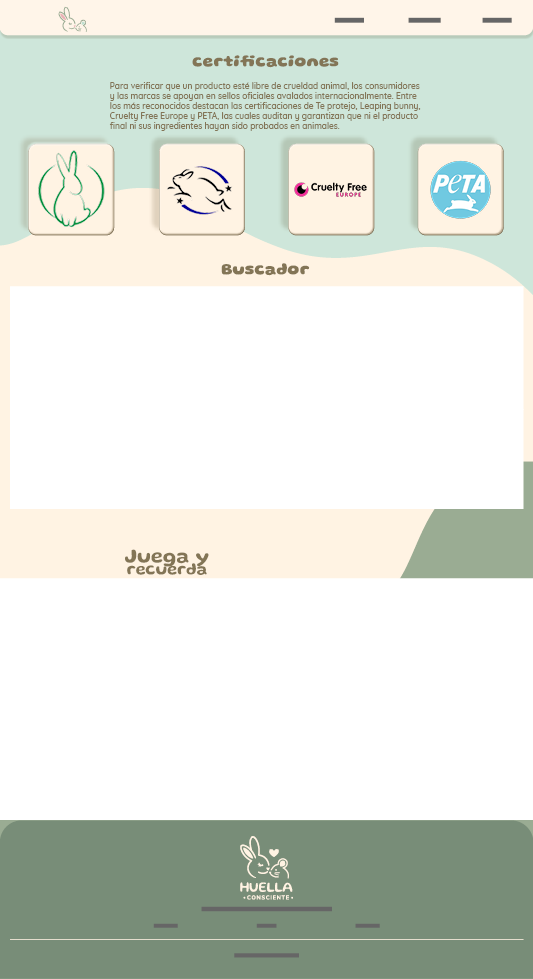 certificaciones
Para verificar que un producto esté libre de crueldad animal, los consumidores
y las marcas se apoyan en sellos oficiales avalados internacionalmente. Entre
los más reconocidos destacan las certificaciones de Te protejo, Leaping bunny,
Cruelty Free Europe y PETA, las cuales auditan y garantizan que ni el producto
final ni sus ingredientes hayan sido probados en animales.
Cruelty Free
EUROPE
PETA
Buscador
Juega y
recuerda
HUELLA
• CONSCIENTE •